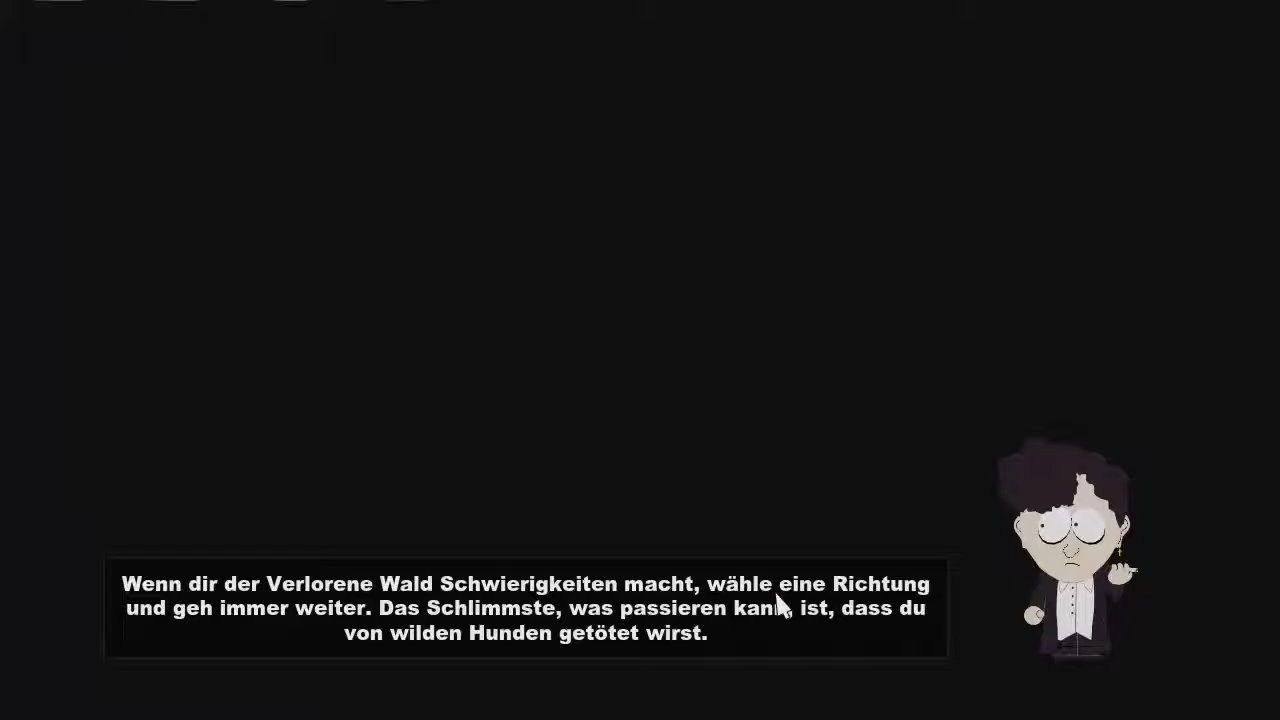 Wenn dir der Verlorene Wald Schwierigkeiten macht, wähle eine Richtung
und geh immer weiter. Das Schlimmste, was passieren kann, ist, dass du
von wilden Hunden getötet wirst.